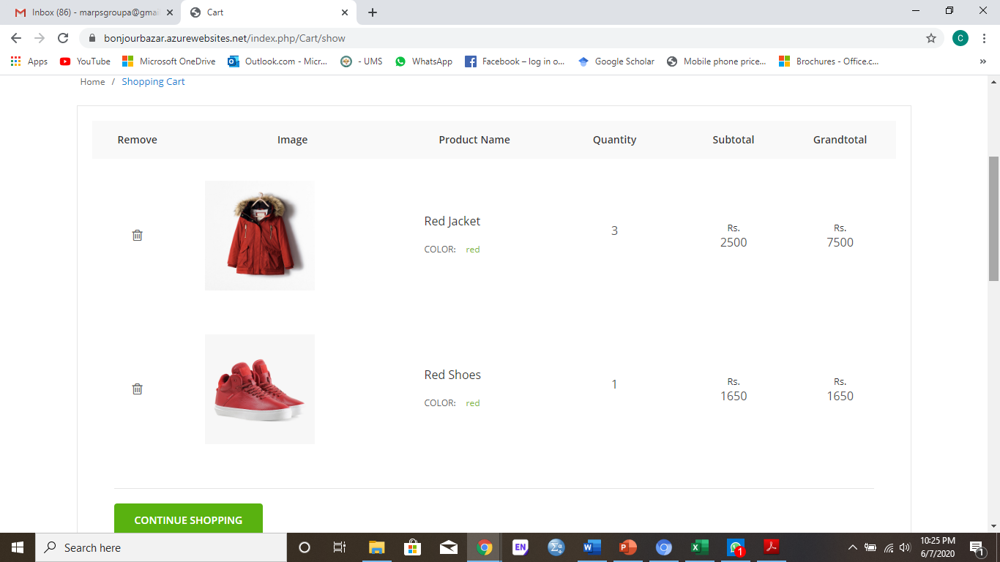 Inbox (86) - marpsgroupa@gmai
Cart
bonjourbazar.azurewebsites.net/index.php/Cart/show
C
Apps
YouTube
Microsoft OneDrive
Outlook.com - Micr...
- UMS
WhatsApp
Facebook – log in o...
Google Scholar
Mobile phone price...
Brochures - Office.c...
»
Home / Shopping Cart
Remove Image Product Name Quantity Subtotal Grandtotal
Red Jacket
COLOR: red
3
Rs.
2500
Rs.
7500
Red Shoes
COLOR: red
1
Rs.
1650
Rs.
1650
CONTINUE SHOPPING
Search here
EN
W
P
X
1
10:25 PM
6/7/2020
1